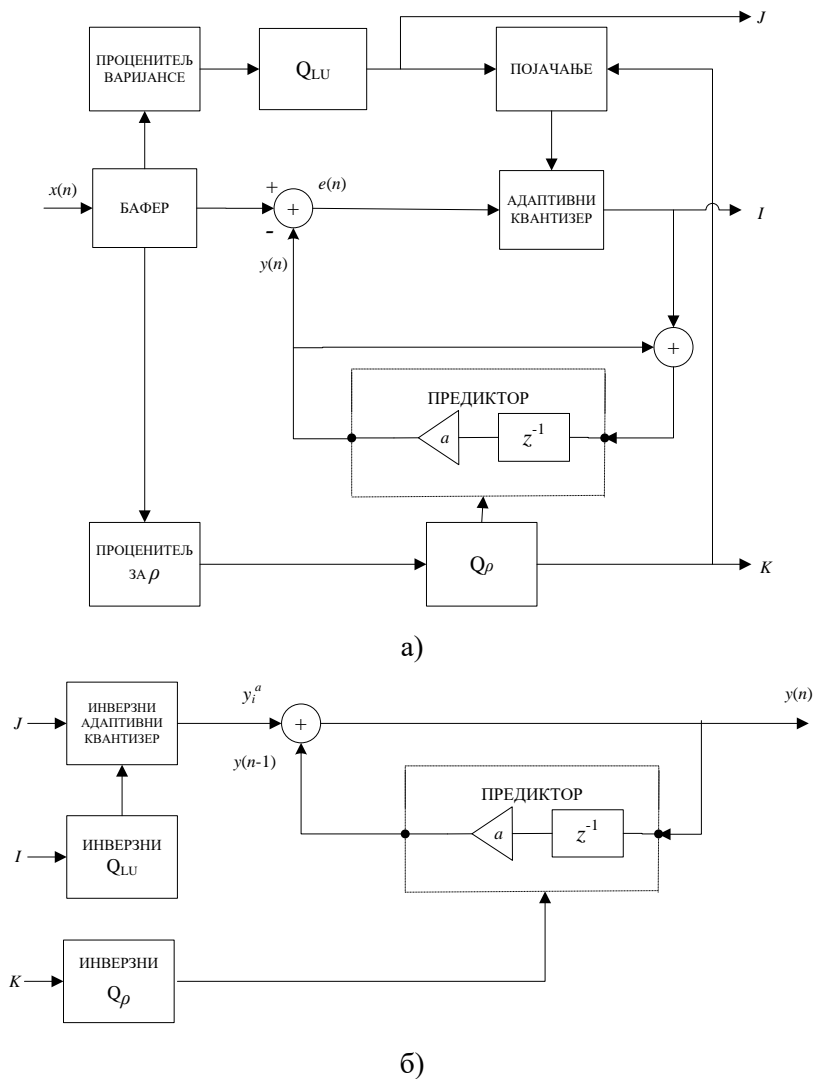 J
ПРОЦЕНИТЕЉ
ВАРИЈАНСЕ
QLU
ПОЈАЧАЊЕ
x(n)
БАФЕР
+
-
+
e(n)
АДАПТИВНИ
КВАНТИЗЕР
I
y(n)
+
ПРЕДИКТОР
a
z-1
ПРОЦЕНИТЕЉ
ЗА ρ
Qρ
K
а)
J
ИНВЕРЗНИ
АДАПТИВНИ
КВАНТИЗЕР
yia
+
y(n)
y(n-1)
ПРЕДИКТОР
a
z-1
I
ИНВЕРЗНИ
QLU
K
ИНВЕРЗНИ
Qρ
б)